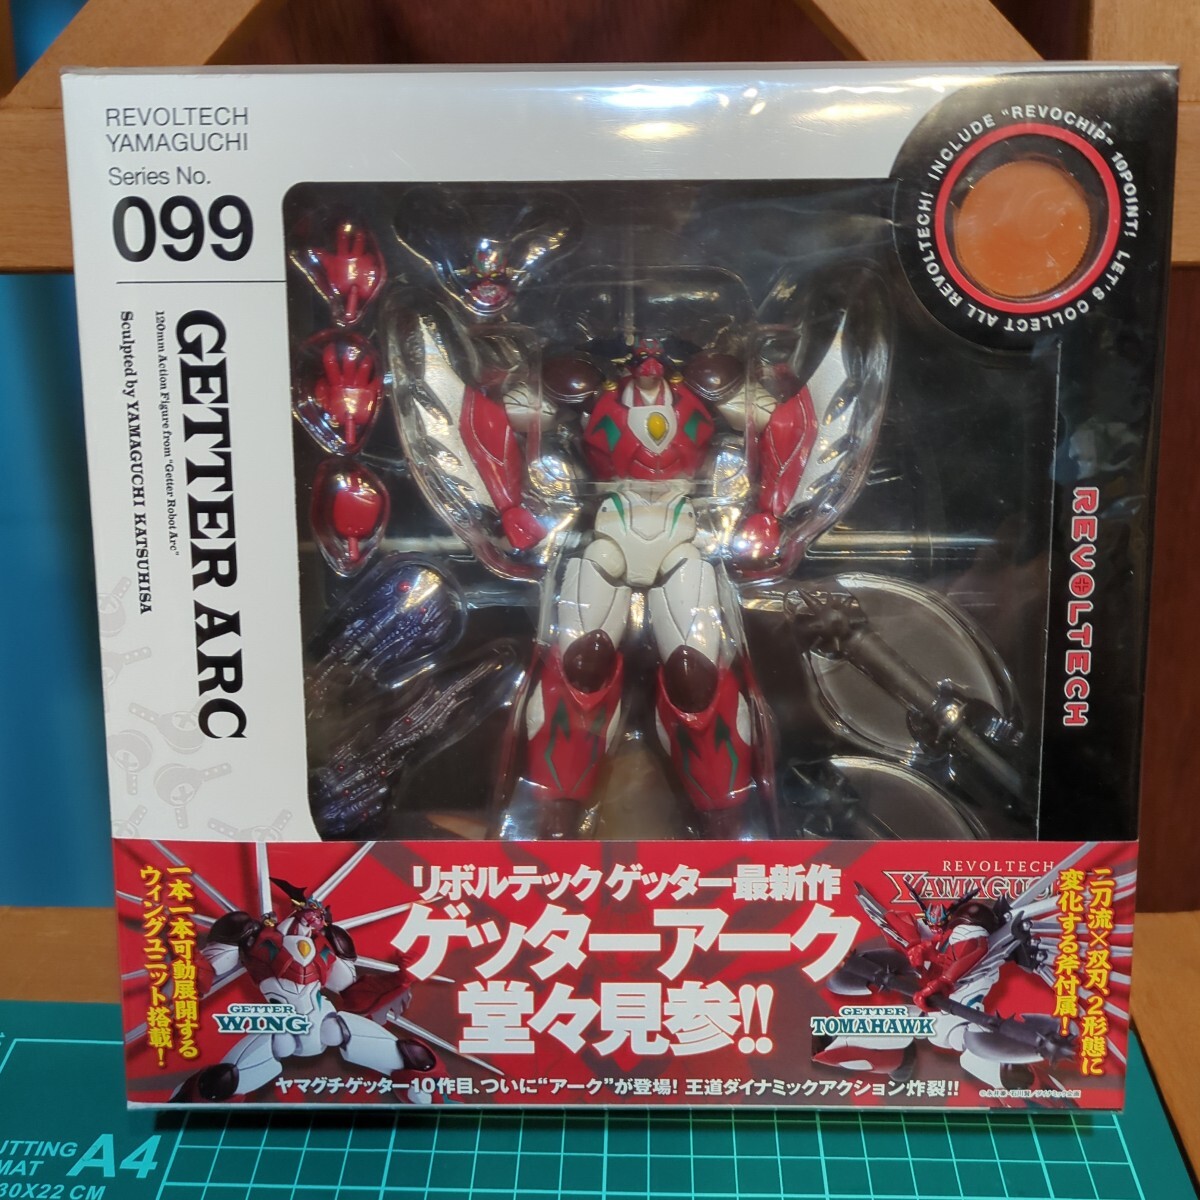 REVOLTECH
YAMAGUCHI
Series No.
099
GETTER ARC
120mm Action Figure from "Getter Robot Arc"
Sculpted by YAMAGUCHI KATSUHISA
INCLUDE "REVOCHIP" 10POINT! LET'S COLLECT ALL REVOLTECH!
REVOLTECH
一本一本可動展開する
ウィングユニット搭載!
GETTER
WING
リボルテックゲッター最新作
ゲッターアーク
堂々見参!!
REVOLTECH
二刀流×双刃、2形態に
変化する斧付属!
GETTER
TOMAHAWK
ヤマグチゲッター10作目、ついに“アーク”が登場! 王道ダイナミックアクション炸裂!!
A4